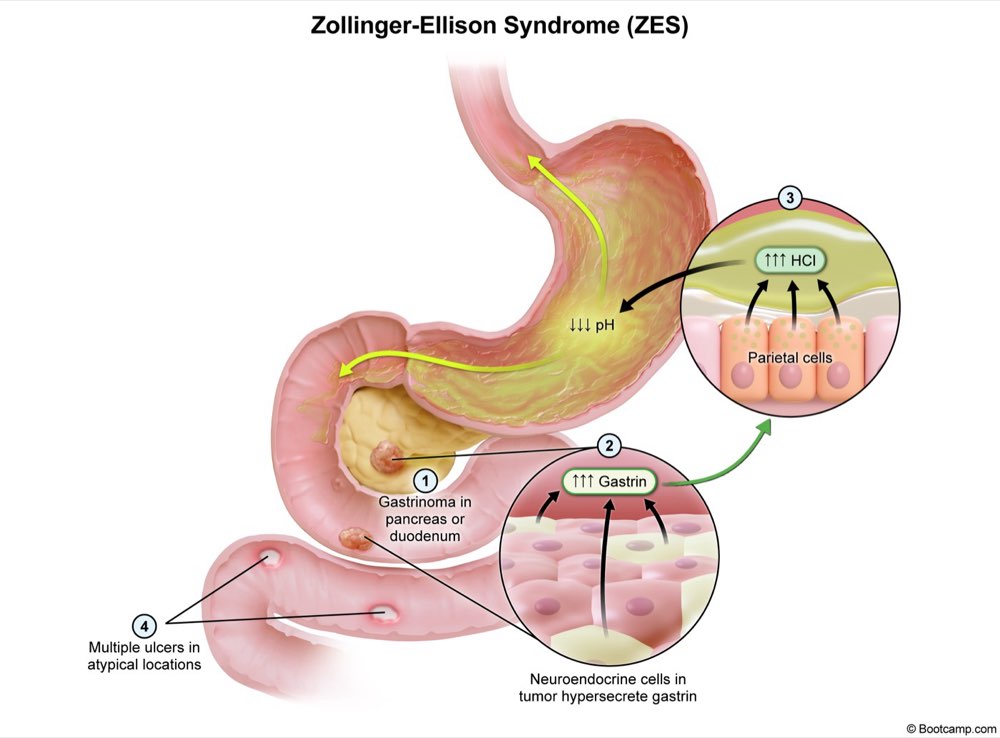 Zollinger-Ellison Syndrome (ZES)
3
↑↑↑ HCl
↓↓↓ pH
Parietal cells
2
↑↑↑ Gastrin
1
Gastrinoma in
pancreas or
duodenum
4
Multiple ulcers in
atypical locations
Neuroendocrine cells in
tumor hypersecrete gastrin
© Bootcamp.com